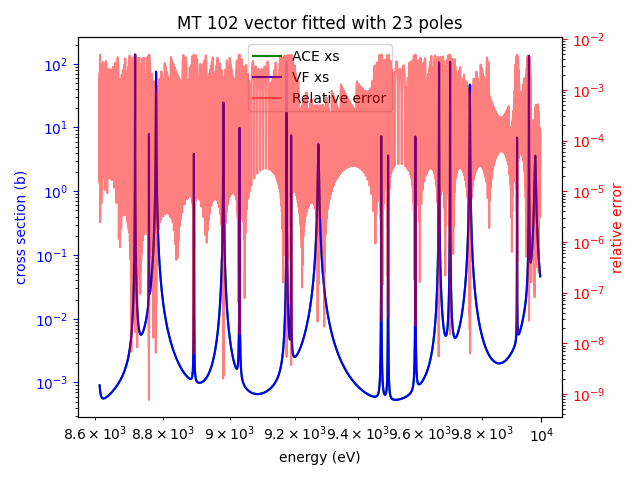 MT 102 vector fitted with 23 poles
ACE xs
VF xs
Relative error
10²
10¹
10⁰
10⁻¹
10⁻²
10⁻³
cross section (b)
10⁻²
10⁻³
10⁻⁴
10⁻⁵
10⁻⁶
10⁻⁷
10⁻⁸
10⁻⁹
relative error
8.6 × 10³ 8.8 × 10³ 9 × 10³ 9.2 × 10³ 9.4 × 10³ 9.6 × 10³ 9.8 × 10³ 10⁴
energy (eV)